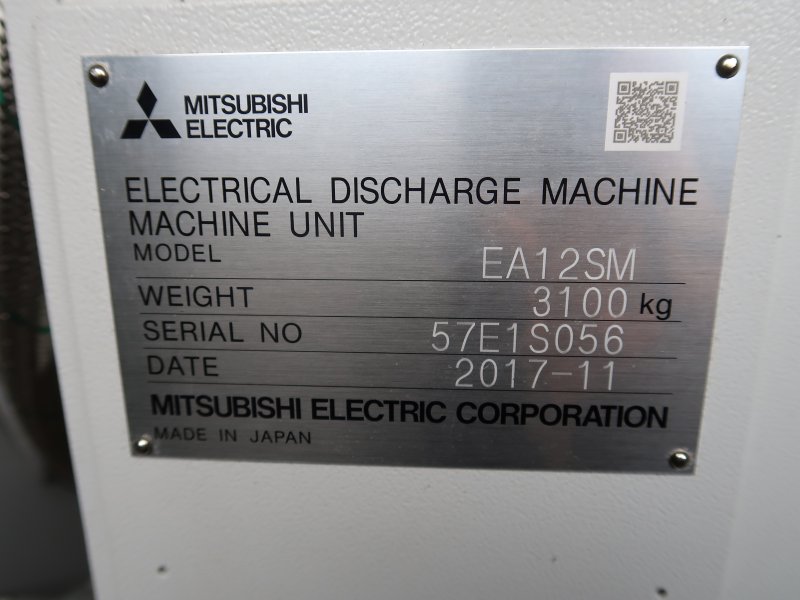 MITSUBISHI
ELECTRIC
ELECTRICAL DISCHARGE MACHINE
MACHINE UNIT
MODEL EA12SM
WEIGHT 3100 kg
SERIAL NO 57E1S056
DATE 2017-11
MITSUBISHI ELECTRIC CORPORATION
MADE IN JAPAN